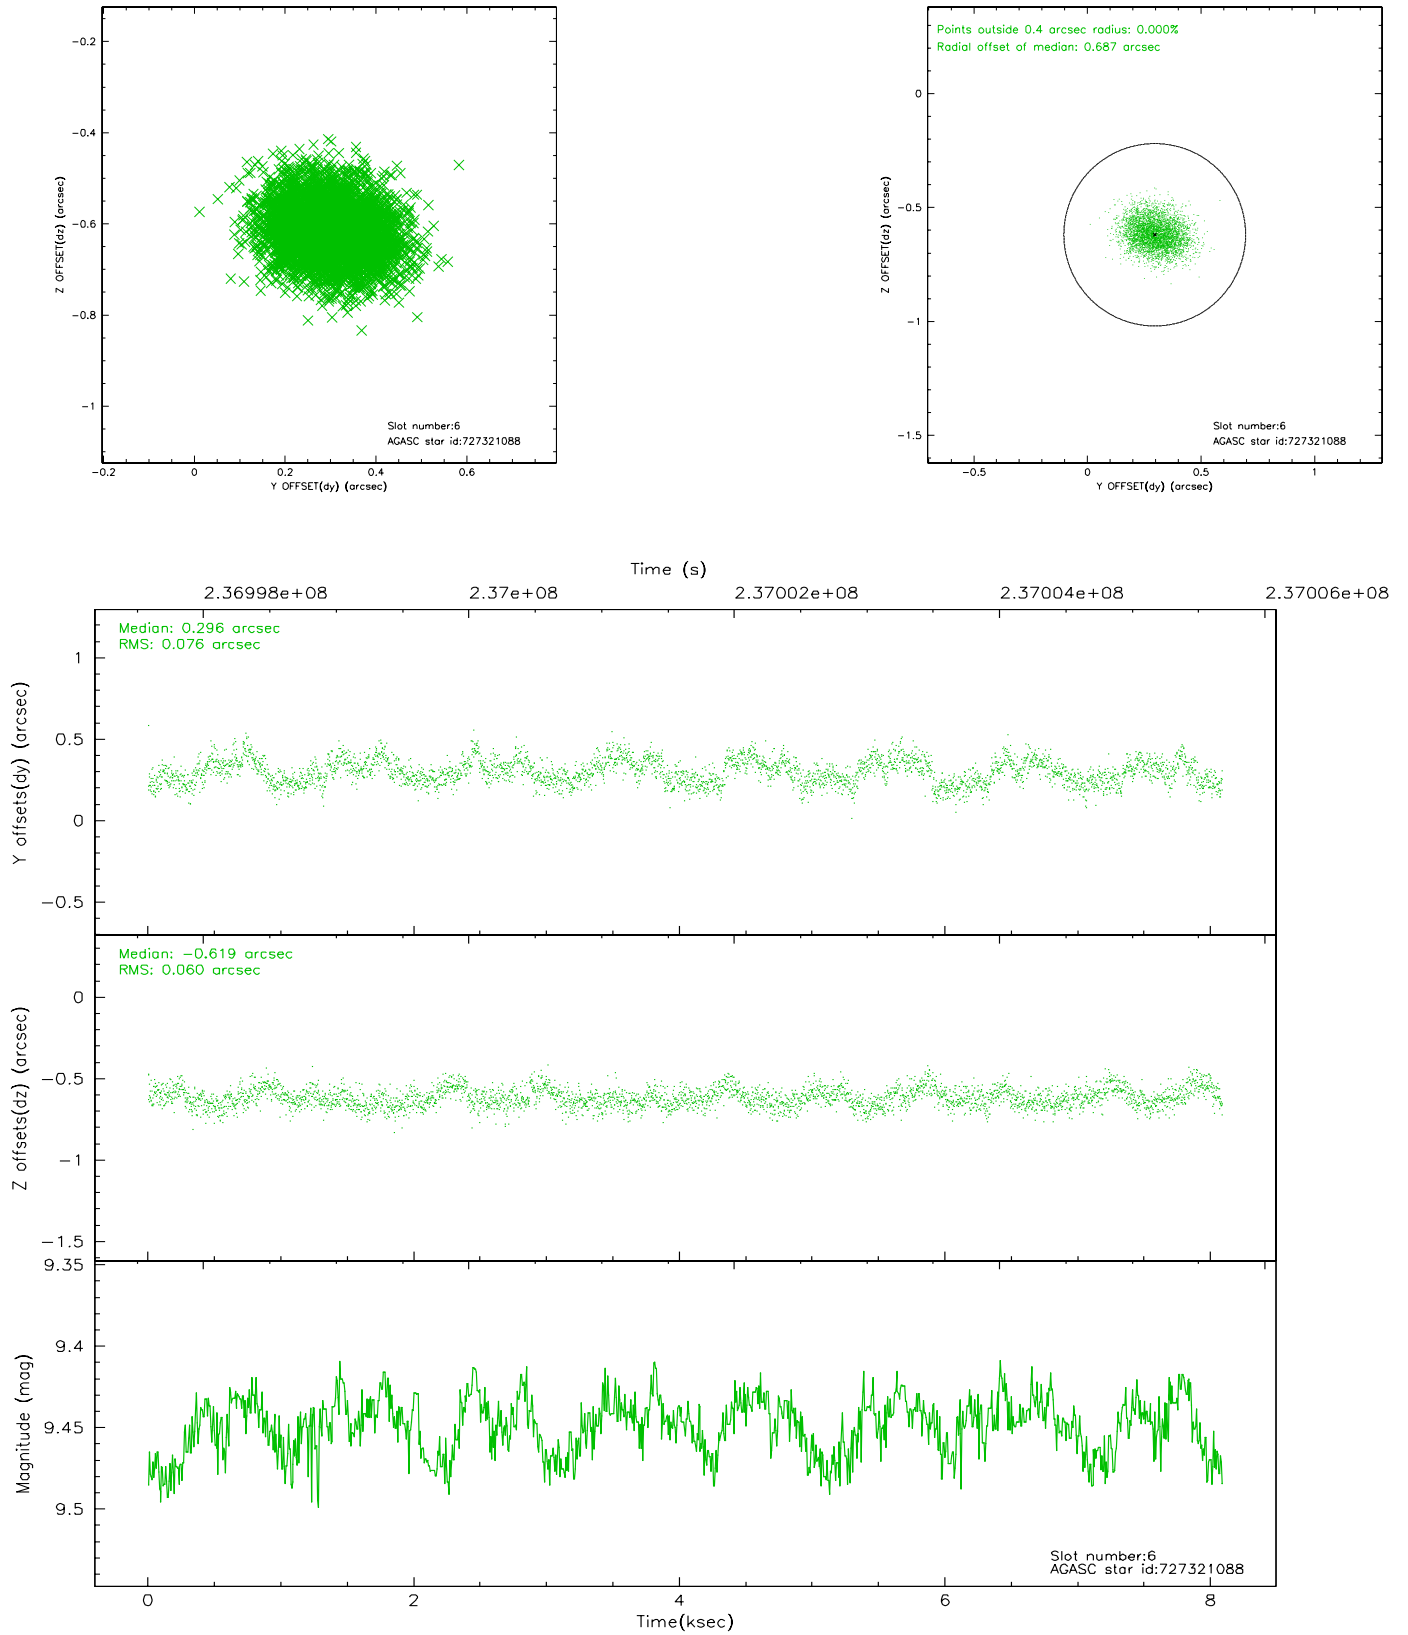 -0.2
-0.4
-0.6
-0.8
-1
-0.2
0
0.2
0.4
0.6
Z OFFSET(dz) (arcsec)
Y OFFSET(dy) (arcsec)
Slot number:6
AGASC star id:727321088
Points outside 0.4 arcsec radius: 0.000%
Radial offset of median: 0.687 arcsec
0
-0.5
-1
-1.5
-0.5
0
0.5
1
Z OFFSET(dz) (arcsec)
Y OFFSET(dy) (arcsec)
Slot number:6
AGASC star id:727321088
Time (s)
2.36998e+08
2.37e+08
2.37002e+08
2.37004e+08
2.37006e+08
Median: 0.296 arcsec
RMS: 0.076 arcsec
1
0.5
0
-0.5
Y offsets(dy) (arcsec)
Median: -0.619 arcsec
RMS: 0.060 arcsec
0
-0.5
-1
-1.5
Z offsets(dz) (arcsec)
9.35
9.4
9.45
9.5
Magnitude (mag)
Slot number:6
AGASC star id:727321088
0
2
4
6
8
Time(ksec)